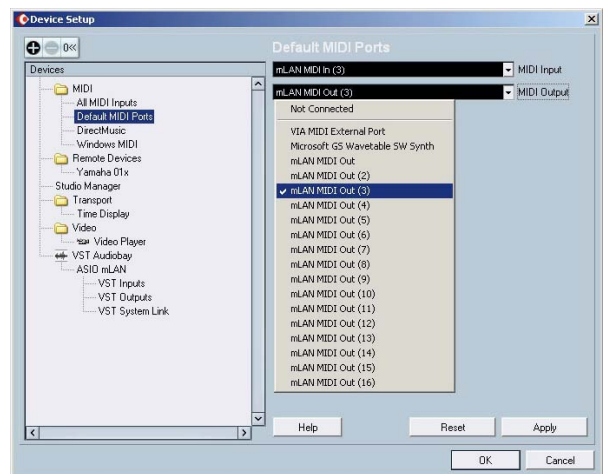 Device Setup
0<<
Default MIDI Ports
Devices
mLAN MIDI In (3)
MIDI Input
mLAN MIDI Out (3)
MIDI Output
MIDI
All MIDI Inputs
Default MIDI Ports
DirectMusic
Windows MIDI
Remote Devices
Yamaha 01x
Studio Manager
Transport
Time Display
Video
Video Player
VST Audiobay
ASIO mLAN
VST Inputs
VST Outputs
VST System Link
Not Connected
VIA MIDI External Port
Microsoft GS Wavetable SW Synth
mLAN MIDI Out
mLAN MIDI Out (2)
mLAN MIDI Out (3)
mLAN MIDI Out (4)
mLAN MIDI Out (5)
mLAN MIDI Out (6)
mLAN MIDI Out (7)
mLAN MIDI Out (8)
mLAN MIDI Out (9)
mLAN MIDI Out (10)
mLAN MIDI Out (11)
mLAN MIDI Out (12)
mLAN MIDI Out (13)
mLAN MIDI Out (14)
mLAN MIDI Out (15)
mLAN MIDI Out (16)
Help
Reset
Apply
OK
Cancel